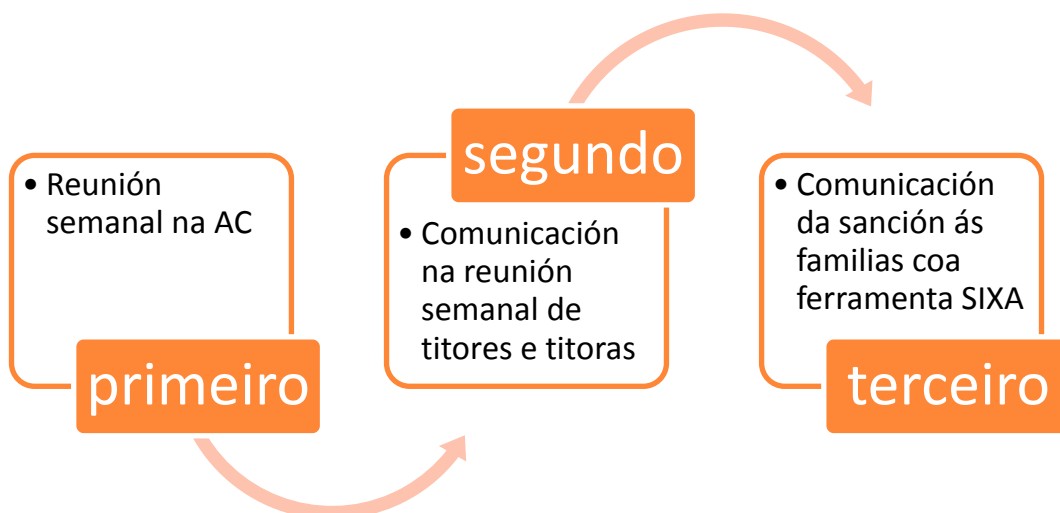 • Reunión
semanal na AC
primeiro
segundo
• Comunicación
na reunión
semanal de
titores e titoras
• Comunicación
da sanción ás
familias coa
ferramenta SIXA
terceiro